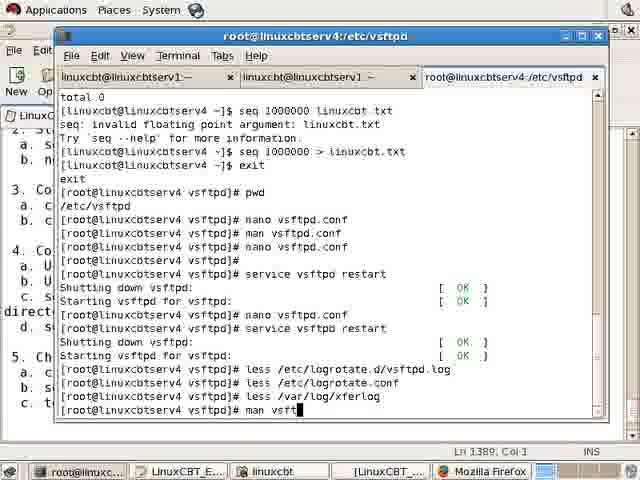 Applications Places System
root@linuxcbtserv4:/etc/vsftpd
File Edit View Terminal Tabs Help
linuxcbt@linuxcbtserv1:~
linuxcbt@linuxcbtserv1 ~
root@linuxcbtserv4:/etc/vsftpd
New Op
LinuxC
total 0
[linuxcbt@linuxcbtserv4 ~]$ seq 1000000 linuxcbt.txt
seq: invalid floating point argument: linuxcbt.txt
Try `seq --help' for more information.
[linuxcbt@linuxcbtserv4 ~]$ seq 1000000 > linuxcbt.txt
[linuxcbt@linuxcbtserv4 ~]$ exit
exit
[root@linuxcbtserv4 vsftpd]# pwd
/etc/vsftpd
[root@linuxcbtserv4 vsftpd]# nano vsftpd.conf
[root@linuxcbtserv4 vsftpd]# man vsftpd.conf
[root@linuxcbtserv4 vsftpd]# nano vsftpd.conf
[root@linuxcbtserv4 vsftpd]#
[root@linuxcbtserv4 vsftpd]# service vsftpd restart
Shutting down vsftpd: [ OK ]
Starting vsftpd for vsftpd: [ OK ]
[root@linuxcbtserv4 vsftpd]# nano vsftpd.conf
[root@linuxcbtserv4 vsftpd]# service vsftpd restart
Shutting down vsftpd: [ OK ]
Starting vsftpd for vsftpd: [ OK ]
[root@linuxcbtserv4 vsftpd]# less /etc/logrotate.d/vsftpd.log
[root@linuxcbtserv4 vsftpd]# less /etc/logrotate.conf
[root@linuxcbtserv4 vsftpd]# less /var/log/xferlog
[root@linuxcbtserv4 vsftpd]# man vsft
a. s
b. n
3. Co
a. c
b. c
4. Co
a. U
b. U
c. s
direc
d. s
5. Ch
a. c
b. s
c. t
Ln 1389, Col 1 INS
root@linuxc...
LinuxCBT_E...
linuxcbt
[LinuxCBT_...
Mozilla Firefox